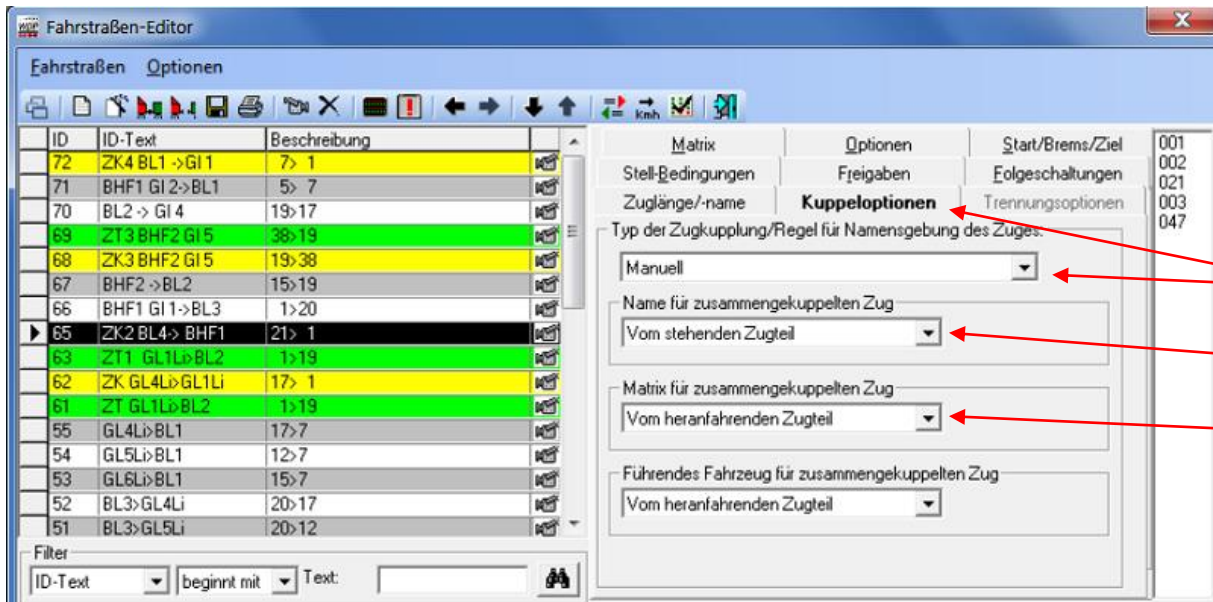 Fahrstraßen-Editor
Fahrstraßen Optionen
ID ID-Text Beschreibung
72 ZK4 BL1 ->Gl 1 7> 1
71 BHF1 Gl 2->BL1 5> 7
70 BL2 -> Gl 4 19>17
69 ZT3 BHF2 Gl 5 38>19
68 ZK3 BHF2 Gl 5 19>38
67 BHF2 ->BL2 15>19
66 BHF1 Gl 1->BL3 1>20
65 ZK2 BL4-> BHF1 21> 1
63 ZT1 GL1Li>BL2 1>19
62 ZK GL4Li>GL1Li 17> 1
61 ZT GL1Li>BL2 1>19
55 GL4Li>BL1 17>7
54 GL5Li>BL1 12>7
53 GL6Li>BL1 15>7
52 BL3>GL4Li 20>17
51 BL3>GL5Li 20>12
Filter
ID-Text beginnt mit Text:
Matrix Optionen Start/Brems/Ziel
Stell-Bedingungen Freigaben Folgeschaltungen
Zuglänge/-name Kuppeloptionen Trennungsoptionen
Typ der Zugkupplung/Regel für Namensgebung des Zuges:
Manuell
Name für zusammengekuppelten Zug
Vom stehenden Zugteil
Matrix für zusammengekuppelten Zug
Vom heranfahrenden Zugteil
Führendes Fahrzeug für zusammengekuppelten Zug
Vom heranfahrenden Zugteil
001
002
021
003
047